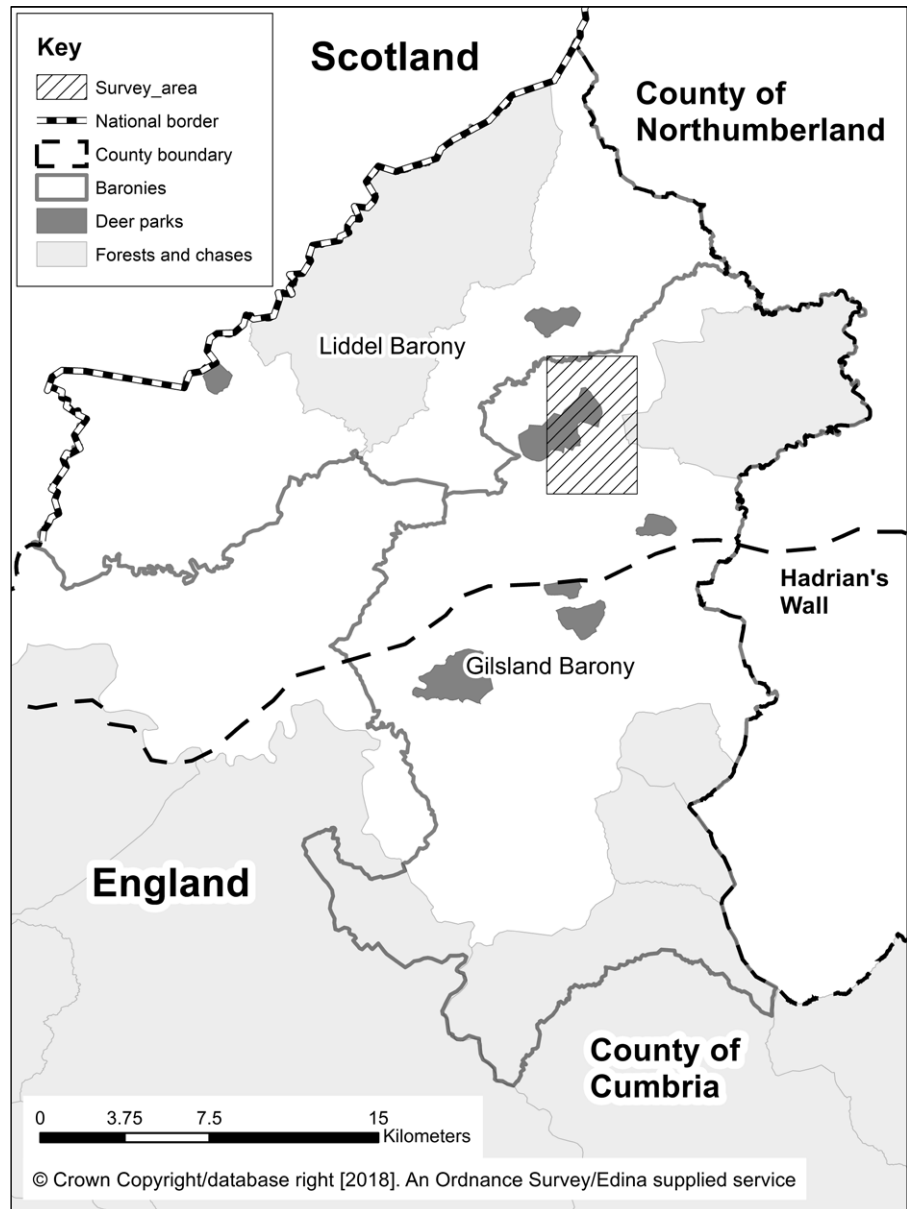 Key
Survey_area
National border
County boundary
Baronies
Deer parks
Forests and chases
Scotland
County of
Northumberland
Liddel Barony
Hadrian's
Wall
Gilsland Barony
England
County of
Cumbria
0 3.75 7.5 15
Kilometers
© Crown Copyright/database right [2018]. An Ordnance Survey/Edina supplied service